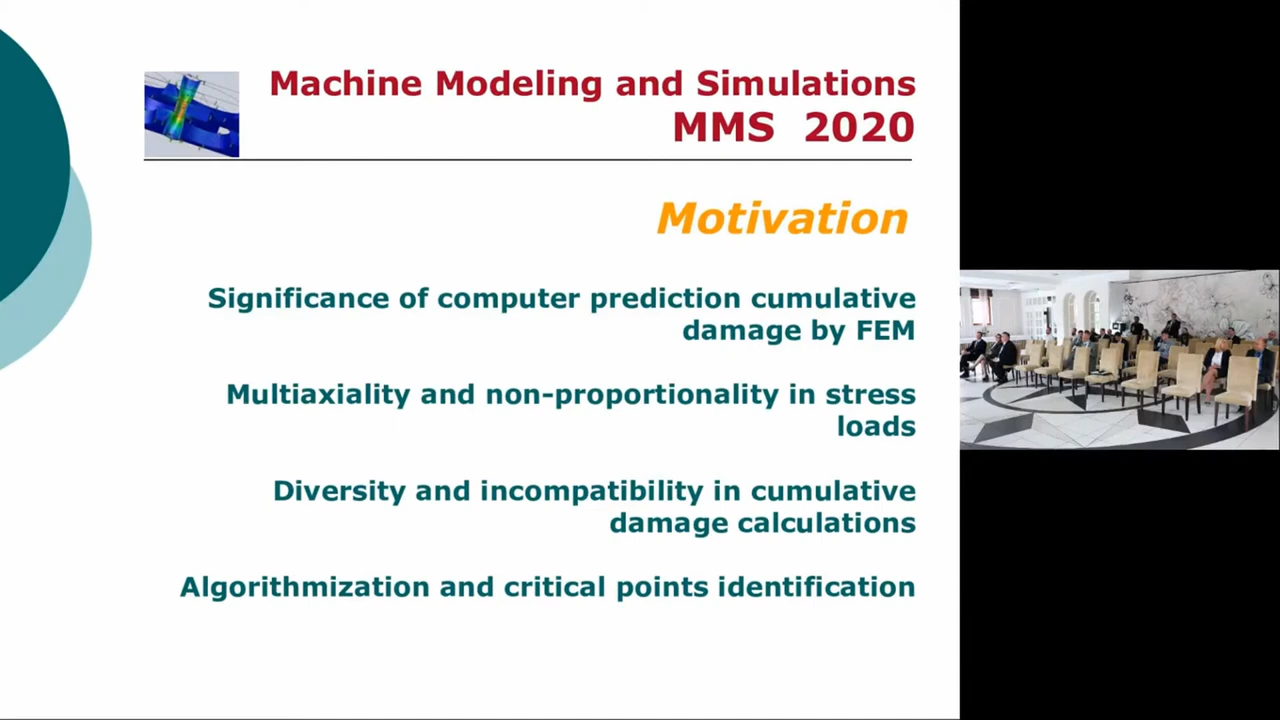 Machine Modeling and Simulations
MMS 2020
Motivation
Significance of computer prediction cumulative
damage by FEM
Multiaxiality and non-proportionality in stress
loads
Diversity and incompatibility in cumulative
damage calculations
Algorithmization and critical points identification